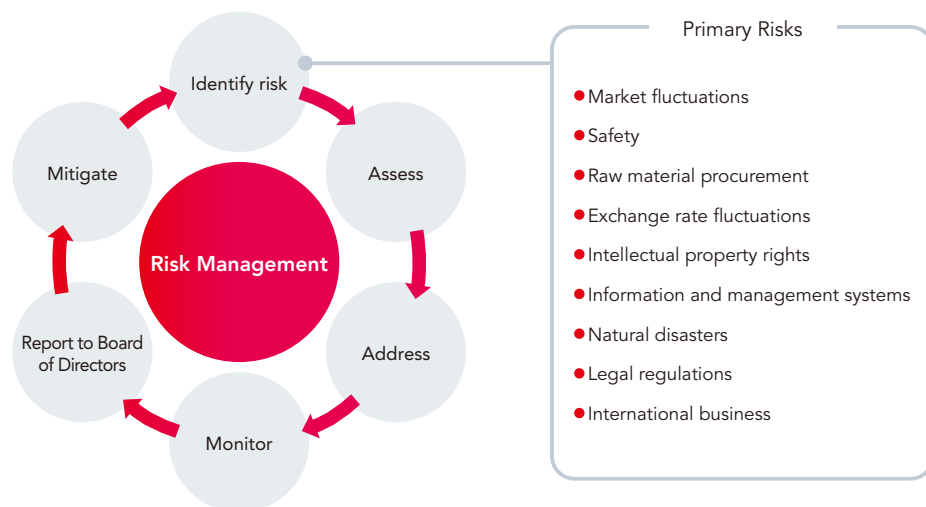 Identify risk
Assess
Address
Monitor
Report to Board
of Directors
Mitigate
Risk Management
Primary Risks
●Market fluctuations
●Safety
●Raw material procurement
●Exchange rate fluctuations
●Intellectual property rights
●Information and management systems
●Natural disasters
●Legal regulations
●International business